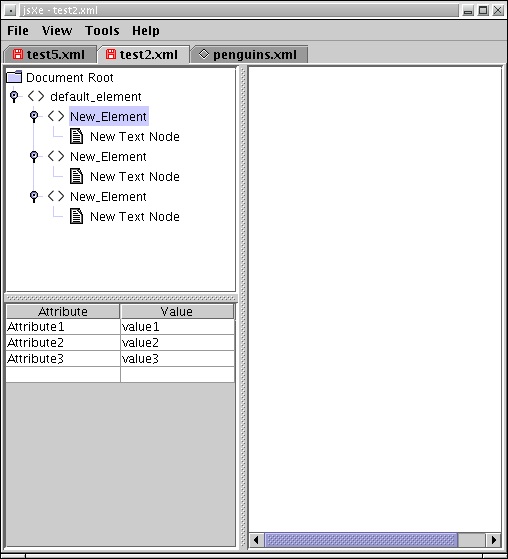 jsXe - test2.xml
File View Tools Help
test5.xml test2.xml penguins.xml
Document Root
default_element
New_Element
New Text Node
New_Element
New Text Node
New_Element
New Text Node
Attribute Value
Attribute1 value1
Attribute2 value2
Attribute3 value3